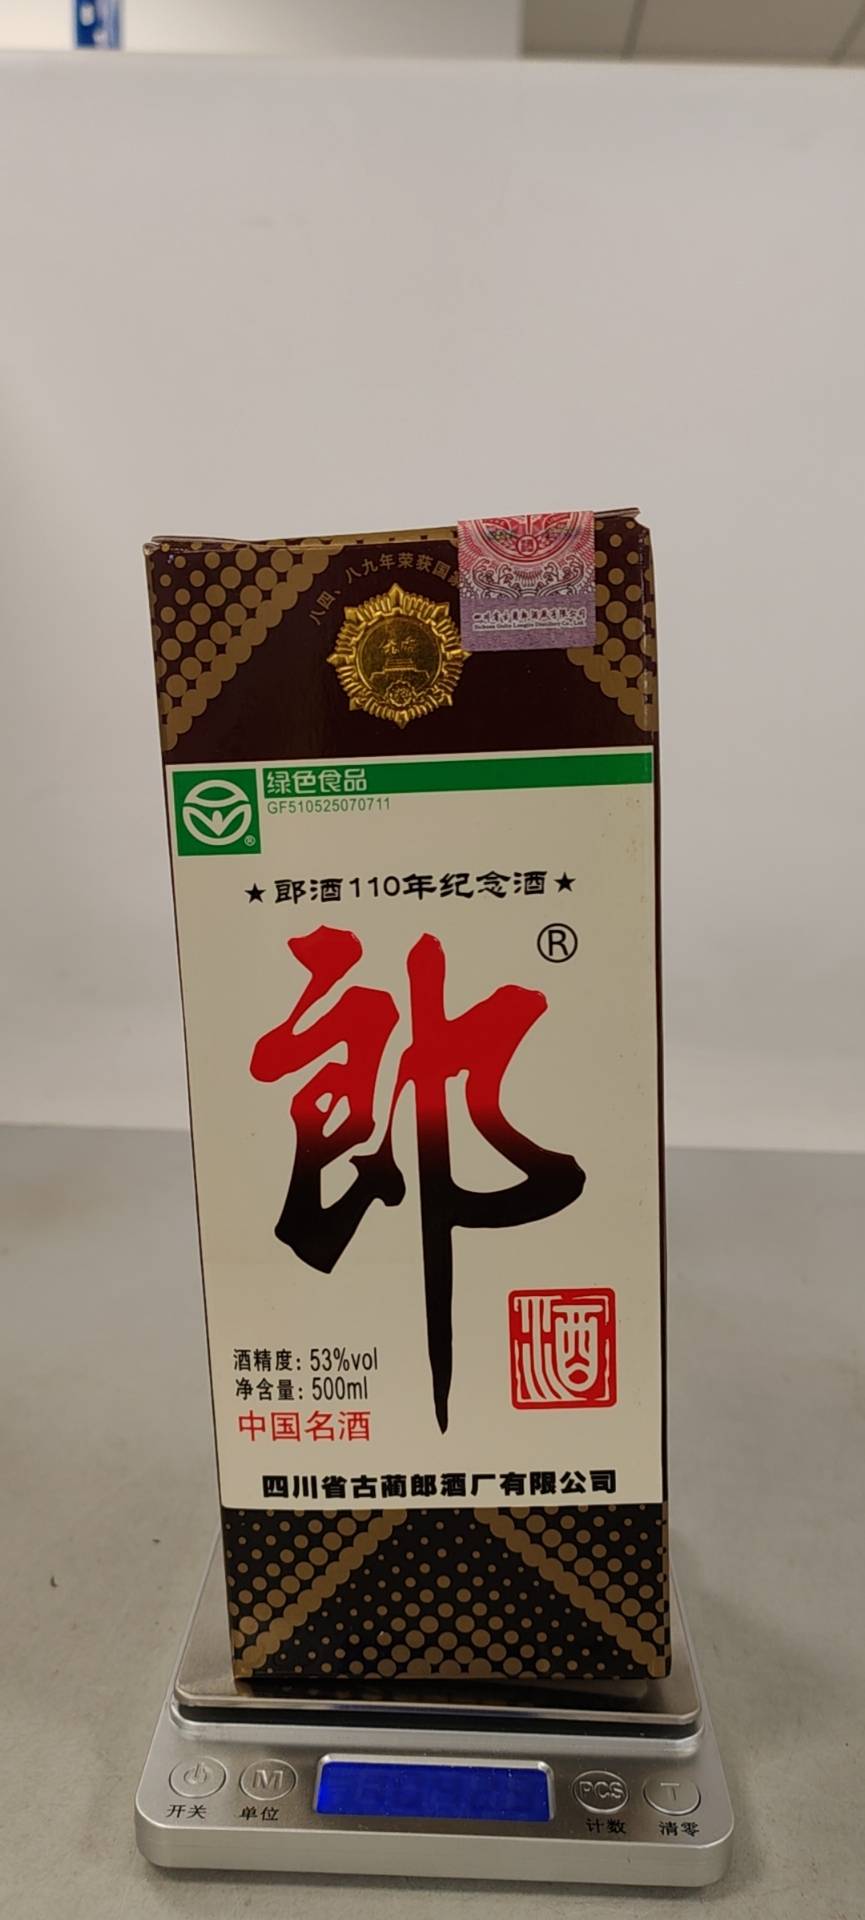 八四、八九年荣获国家
绿色食品
GF510525070711
®
★郎酒110年纪念酒★
郎®
酒
酒精度：53%vol
净含量：500ml
中国名酒
四川省古蔺郎酒厂有限公司
M
PCS
T
开关
单位
计数
清零